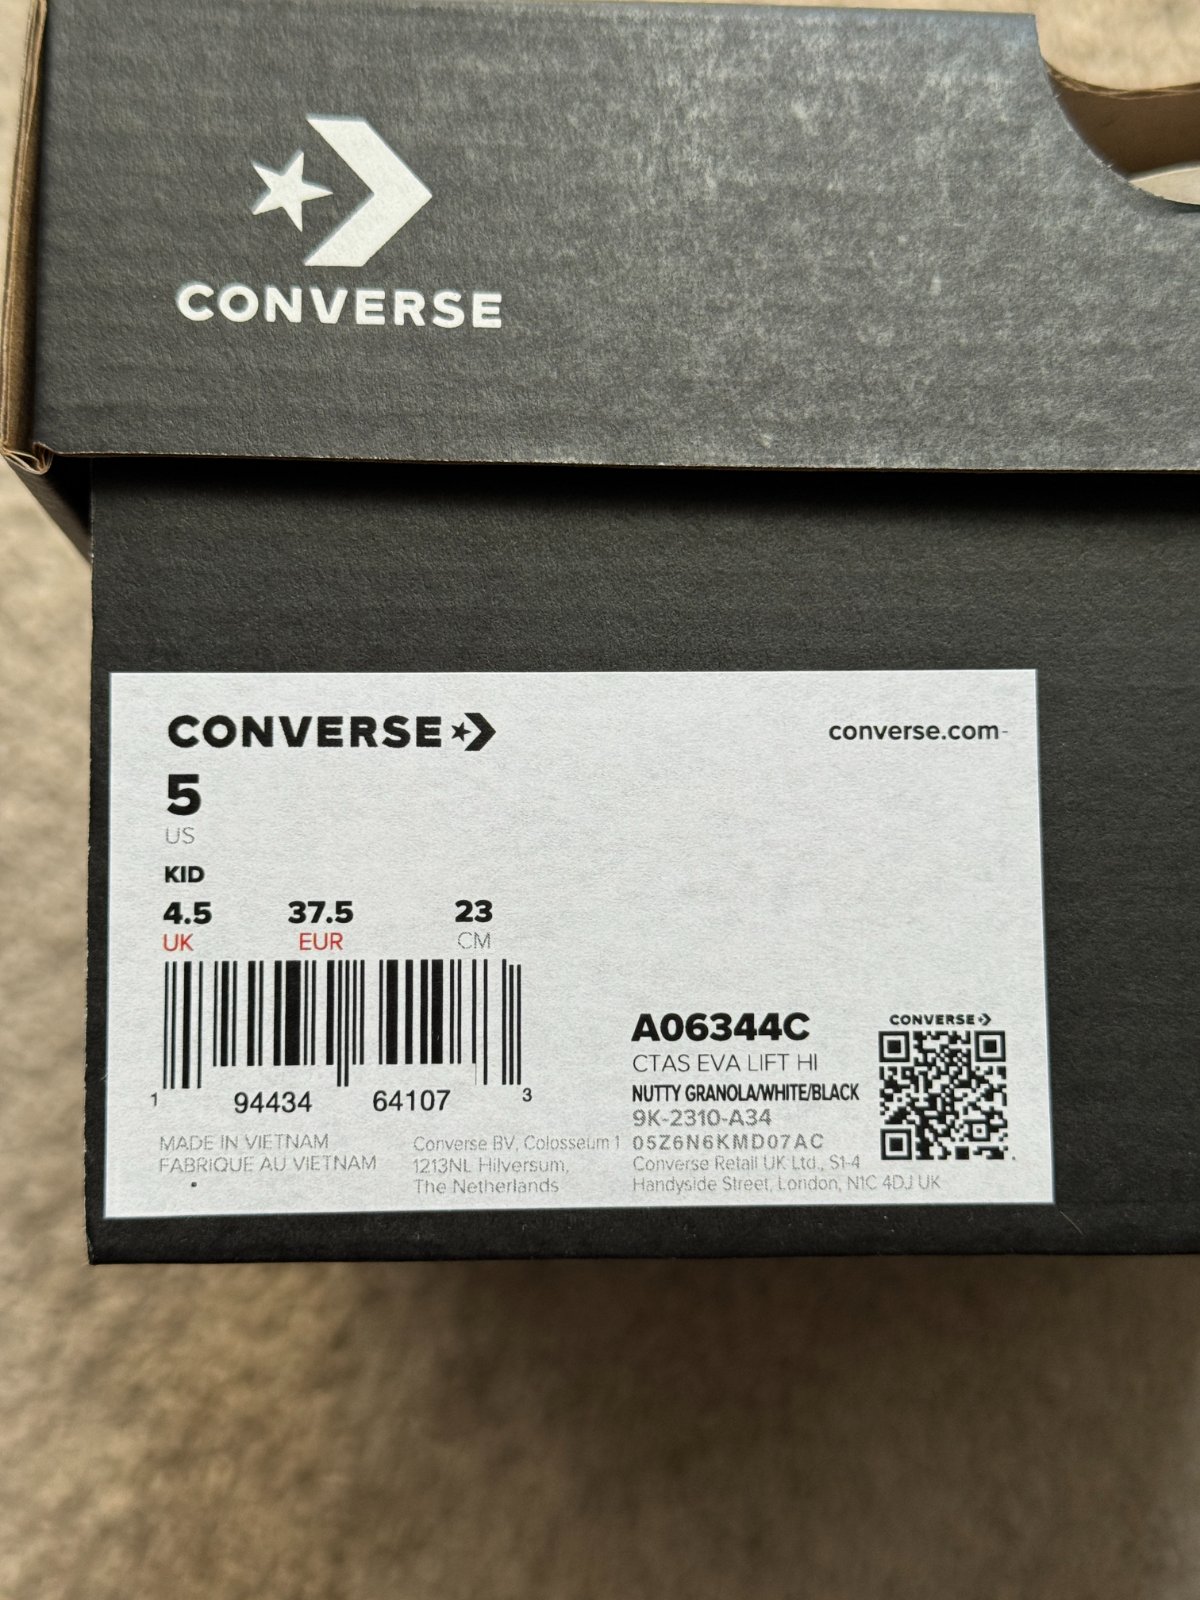 CONVERSE
CONVERSE
converse.com
5
US
KID
4.5 37.5 23
UK EUR CM
1 94434 64107 3
MADE IN VIETNAM
FABRIQUE AU VIETNAM
Converse BV, Colosseum 1
1213NL Hilversum,
The Netherlands
A06344C
CTAS EVA LIFT HI
NUTTY GRANOLA/WHITE/BLACK
9K-2310-A34
05Z6N6KMD07AC
Converse Retail UK Ltd., S1-4
Handyside Street, London, N1C 4DJ UK
CONVERSE